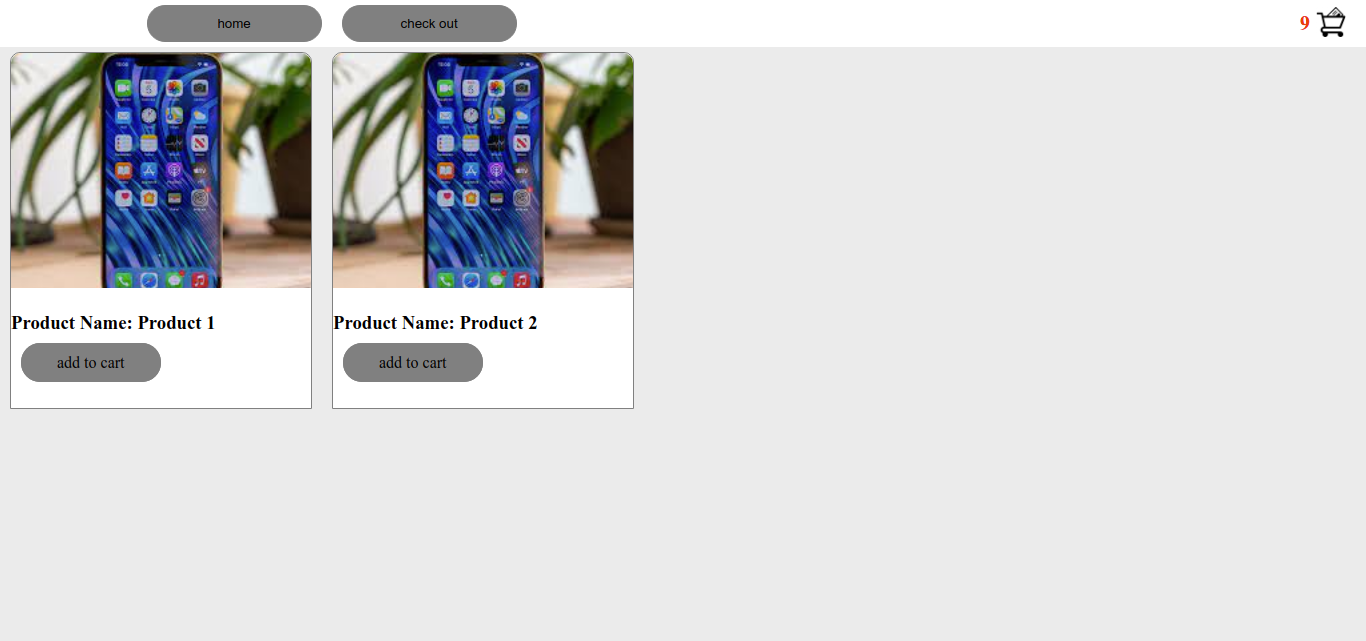 home
check out
9
Product Name: Product 1
Product Name: Product 2
add to cart
add to cart